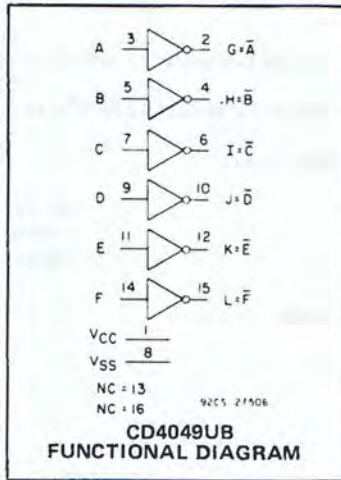 A 3 2 G=A̅
B 5 4 .H=B̅
C 7 6 I=C̅
D 9 10 J=D̅
E 11 12 K=E̅
F 14 15 L=F̅
VCC 1
VSS 8
NC = 13
NC = 16
92CS 27506
CD4049UB
FUNCTIONAL DIAGRAM